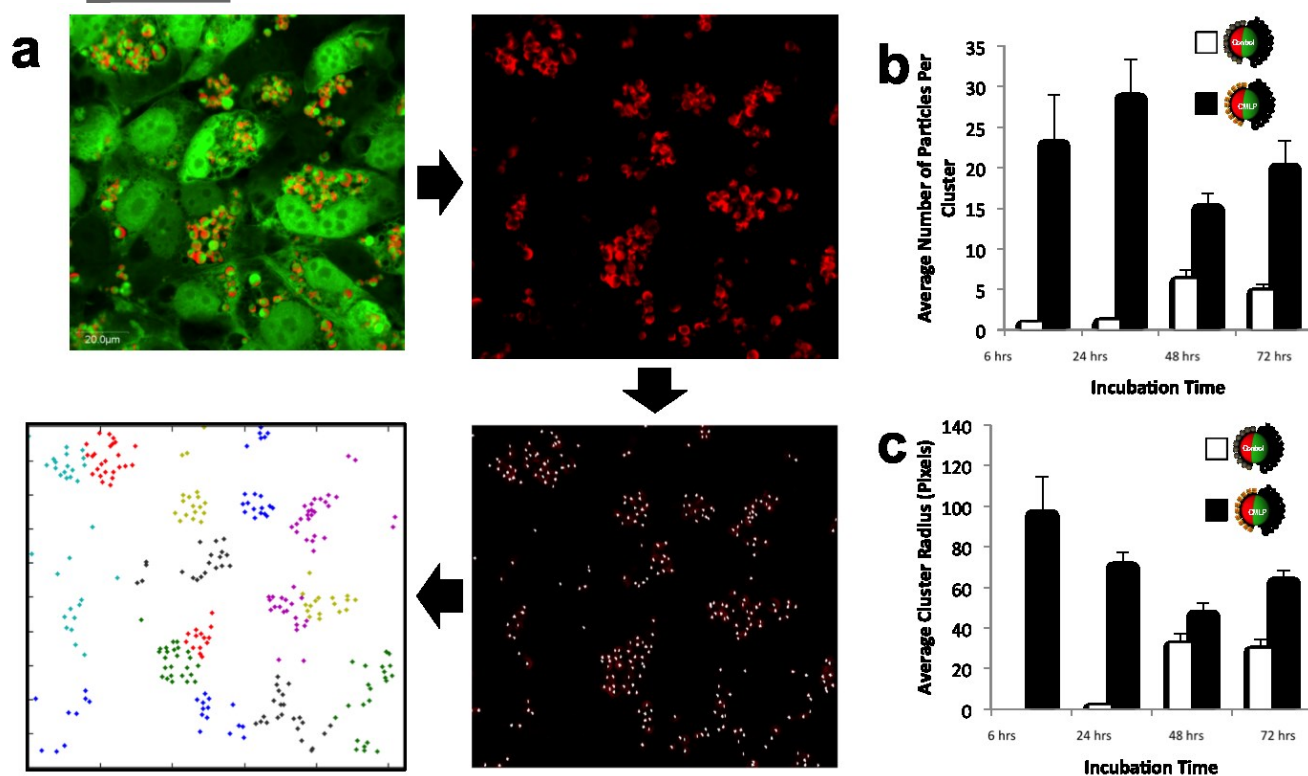 a
20.0μm
b
Average Number of Particles Per
Cluster
35
30
25
20
15
10
5
0
6 hrs
24 hrs
48 hrs
72 hrs
Incubation Time
Control
CMLP
c
Average Cluster Radius (Pixels)
140
120
100
80
60
40
20
0
6 hrs
24 hrs
48 hrs
72 hrs
Incubation Time
Control
CMLP